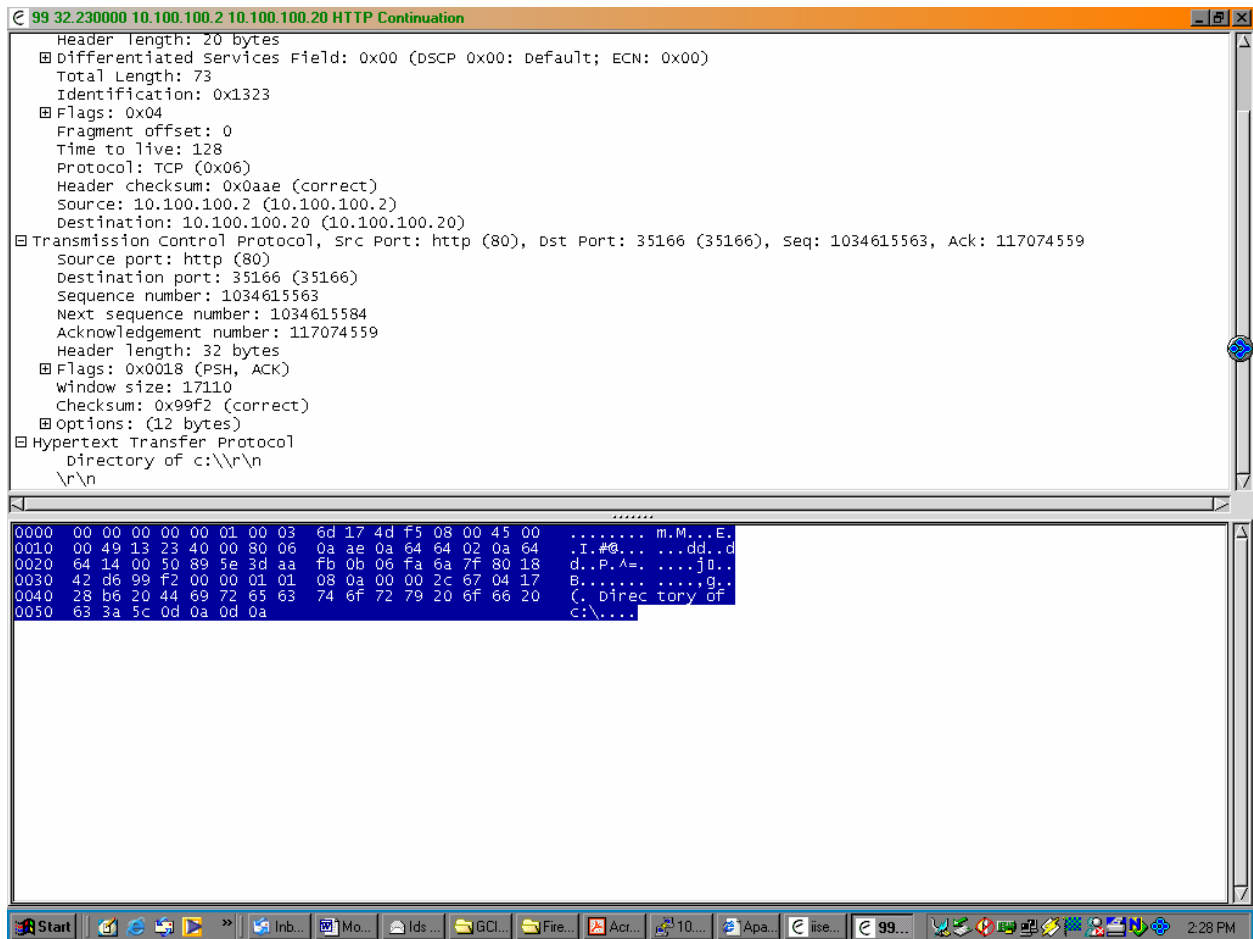 99 32.230000 10.100.100.2 10.100.100.20 HTTP Continuation
Header length: 20 bytes
Differentiated Services Field: 0x00 (DSCP 0x00: Default; ECN: 0x00)
Total Length: 73
Identification: 0x1323
Flags: 0x04
Fragment offset: 0
Time to live: 128
Protocol: TCP (0x06)
Header checksum: 0x0aae (correct)
Source: 10.100.100.2 (10.100.100.2)
Destination: 10.100.100.20 (10.100.100.20)
Transmission Control Protocol, Src Port: http (80), Dst Port: 35166 (35166), Seq: 1034615563, Ack: 117074559
Source port: http (80)
Destination port: 35166 (35166)
Sequence number: 1034615563
Next sequence number: 1034615584
Acknowledgement number: 117074559
Header length: 32 bytes
Flags: 0x0018 (PSH, ACK)
Window size: 17110
Checksum: 0x99f2 (correct)
Options: (12 bytes)
Hypertext Transfer Protocol
Directory of c:\\r\n
\r\n
0000 00 00 00 00 00 01 00 03 6d 17 4d f5 08 00 45 00 ........ m.M...E.
0010 00 49 13 23 40 00 80 06 0a ae 0a 64 64 02 0a 64 .I.#@... ...dd..d
0020 64 14 00 50 89 5e 3d aa fb 0b 06 fa 6a 7f 80 18 d..P.^=. ....j▯..
0030 42 d6 99 f2 00 00 01 01 08 0a 00 00 2c 67 04 17 B....... ....,g..
0040 28 b6 20 44 69 72 65 63 74 6f 72 79 20 6f 66 20 (. Direc tory of
0050 63 3a 5c 0d 0a 0d 0a c:\....
Start » Inb... Mo... Ids ... GCI... Fire... Acr... 10.... Apa... iise... 99... 2:28 PM